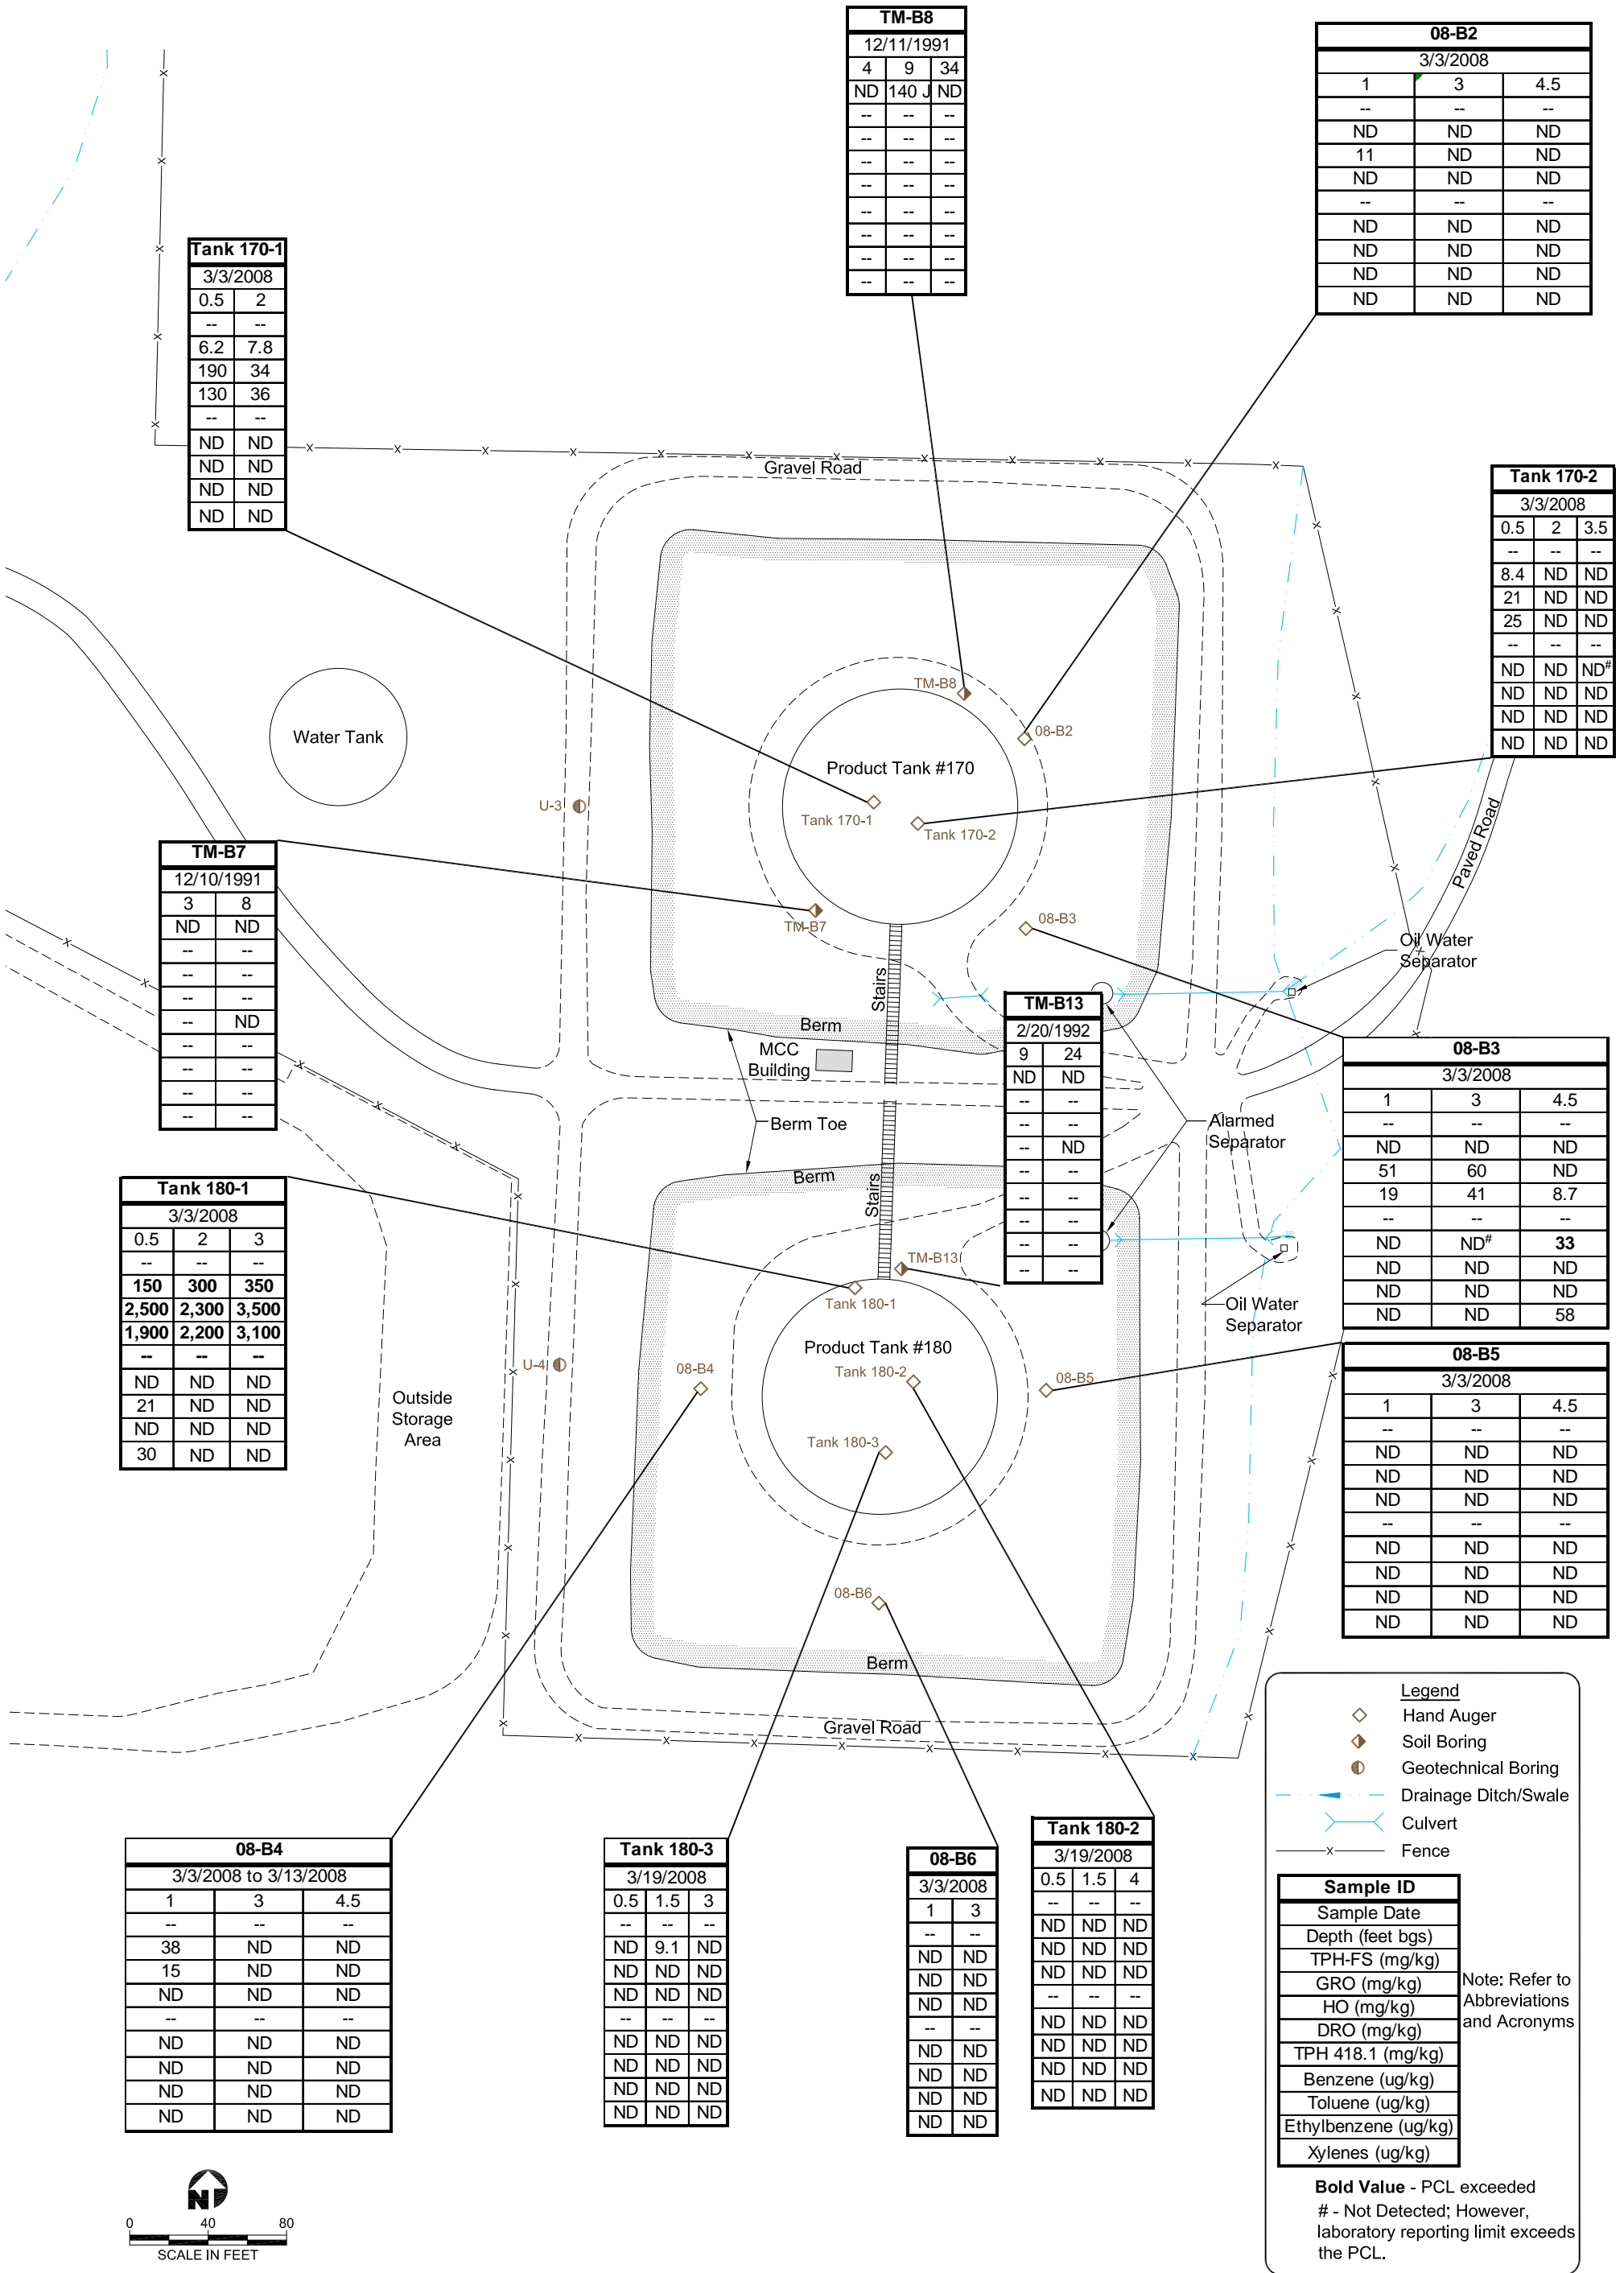 TM-B8
12/11/1991
4 9 34
ND 140 J ND
-- -- --
-- -- --
-- -- --
-- -- --
-- -- --
-- -- --
-- -- --
-- -- --
08-B2
3/3/2008
1 3 4.5
-- -- --
ND ND ND
11 ND ND
ND ND ND
-- -- --
ND ND ND
ND ND ND
ND ND ND
ND ND ND
Tank 170-1
3/3/2008
0.5 2
-- --
6.2 7.8
190 34
130 36
-- --
ND ND
ND ND
ND ND
ND ND
Tank 170-2
3/3/2008
0.5 2 3.5
-- -- --
8.4 ND ND
21 ND ND
25 ND ND
-- -- --
ND ND ND#
ND ND ND
ND ND ND
ND ND ND
Gravel Road
TM-B8
08-B2
Water Tank
Product Tank #170
U-3
Tank 170-1
Tank 170-2
Paved Road
TM-B7
12/10/1991
3 8
ND ND
-- --
-- --
-- --
-- ND
-- --
-- --
-- --
-- --
TM-B7
08-B3
Oil Water
Separator
Stairs
Berm
MCC
Building
Berm Toe
TM-B13
2/20/1992
9 24
ND ND
-- --
-- --
-- ND
-- --
-- --
-- --
-- --
-- --
Alarmed
Separator
08-B3
3/3/2008
1 3 4.5
-- -- --
ND ND ND
51 60 ND
19 41 8.7
-- -- --
ND ND# 33
ND ND ND
ND ND ND
ND ND 58
Berm
Stairs
Tank 180-1
3/3/2008
0.5 2 3
-- -- --
150 300 350
2,500 2,300 3,500
1,900 2,200 3,100
-- -- --
ND ND ND
21 ND ND
ND ND ND
30 ND ND
TM-B13
Tank 180-1
Oil Water
Separator
Product Tank #180
U-4
08-B4
Tank 180-2
08-B5
Outside
Storage
Area
Tank 180-3
08-B5
3/3/2008
1 3 4.5
-- -- --
ND ND ND
ND ND ND
ND ND ND
-- -- --
ND ND ND
ND ND ND
ND ND ND
ND ND ND
08-B6
Berm
Gravel Road
08-B4
3/3/2008 to 3/13/2008
1 3 4.5
-- -- --
38 ND ND
15 ND ND
ND ND ND
-- -- --
ND ND ND
ND ND ND
ND ND ND
ND ND ND
Tank 180-3
3/19/2008
0.5 1.5 3
-- -- --
ND 9.1 ND
ND ND ND
ND ND ND
-- -- --
ND ND ND
ND ND ND
ND ND ND
ND ND ND
08-B6
3/3/2008
1 3
-- --
ND ND
ND ND
ND ND
-- --
ND ND
ND ND
ND ND
ND ND
Tank 180-2
3/19/2008
0.5 1.5 4
-- -- --
ND ND ND
ND ND ND
ND ND ND
-- -- --
ND ND ND
ND ND ND
ND ND ND
ND ND ND
Legend
Hand Auger
Soil Boring
Geotechnical Boring
Drainage Ditch/Swale
Culvert
Fence
Sample ID
Sample Date
Depth (feet bgs)
TPH-FS (mg/kg)
GRO (mg/kg)
HO (mg/kg)
DRO (mg/kg)
TPH 418.1 (mg/kg)
Benzene (ug/kg)
Toluene (ug/kg)
Ethylbenzene (ug/kg)
Xylenes (ug/kg)
Note: Refer to
Abbreviations
and Acronyms
Bold Value - PCL exceeded
# - Not Detected; However,
laboratory reporting limit exceeds
the PCL.
N
0 40 80
SCALE IN FEET